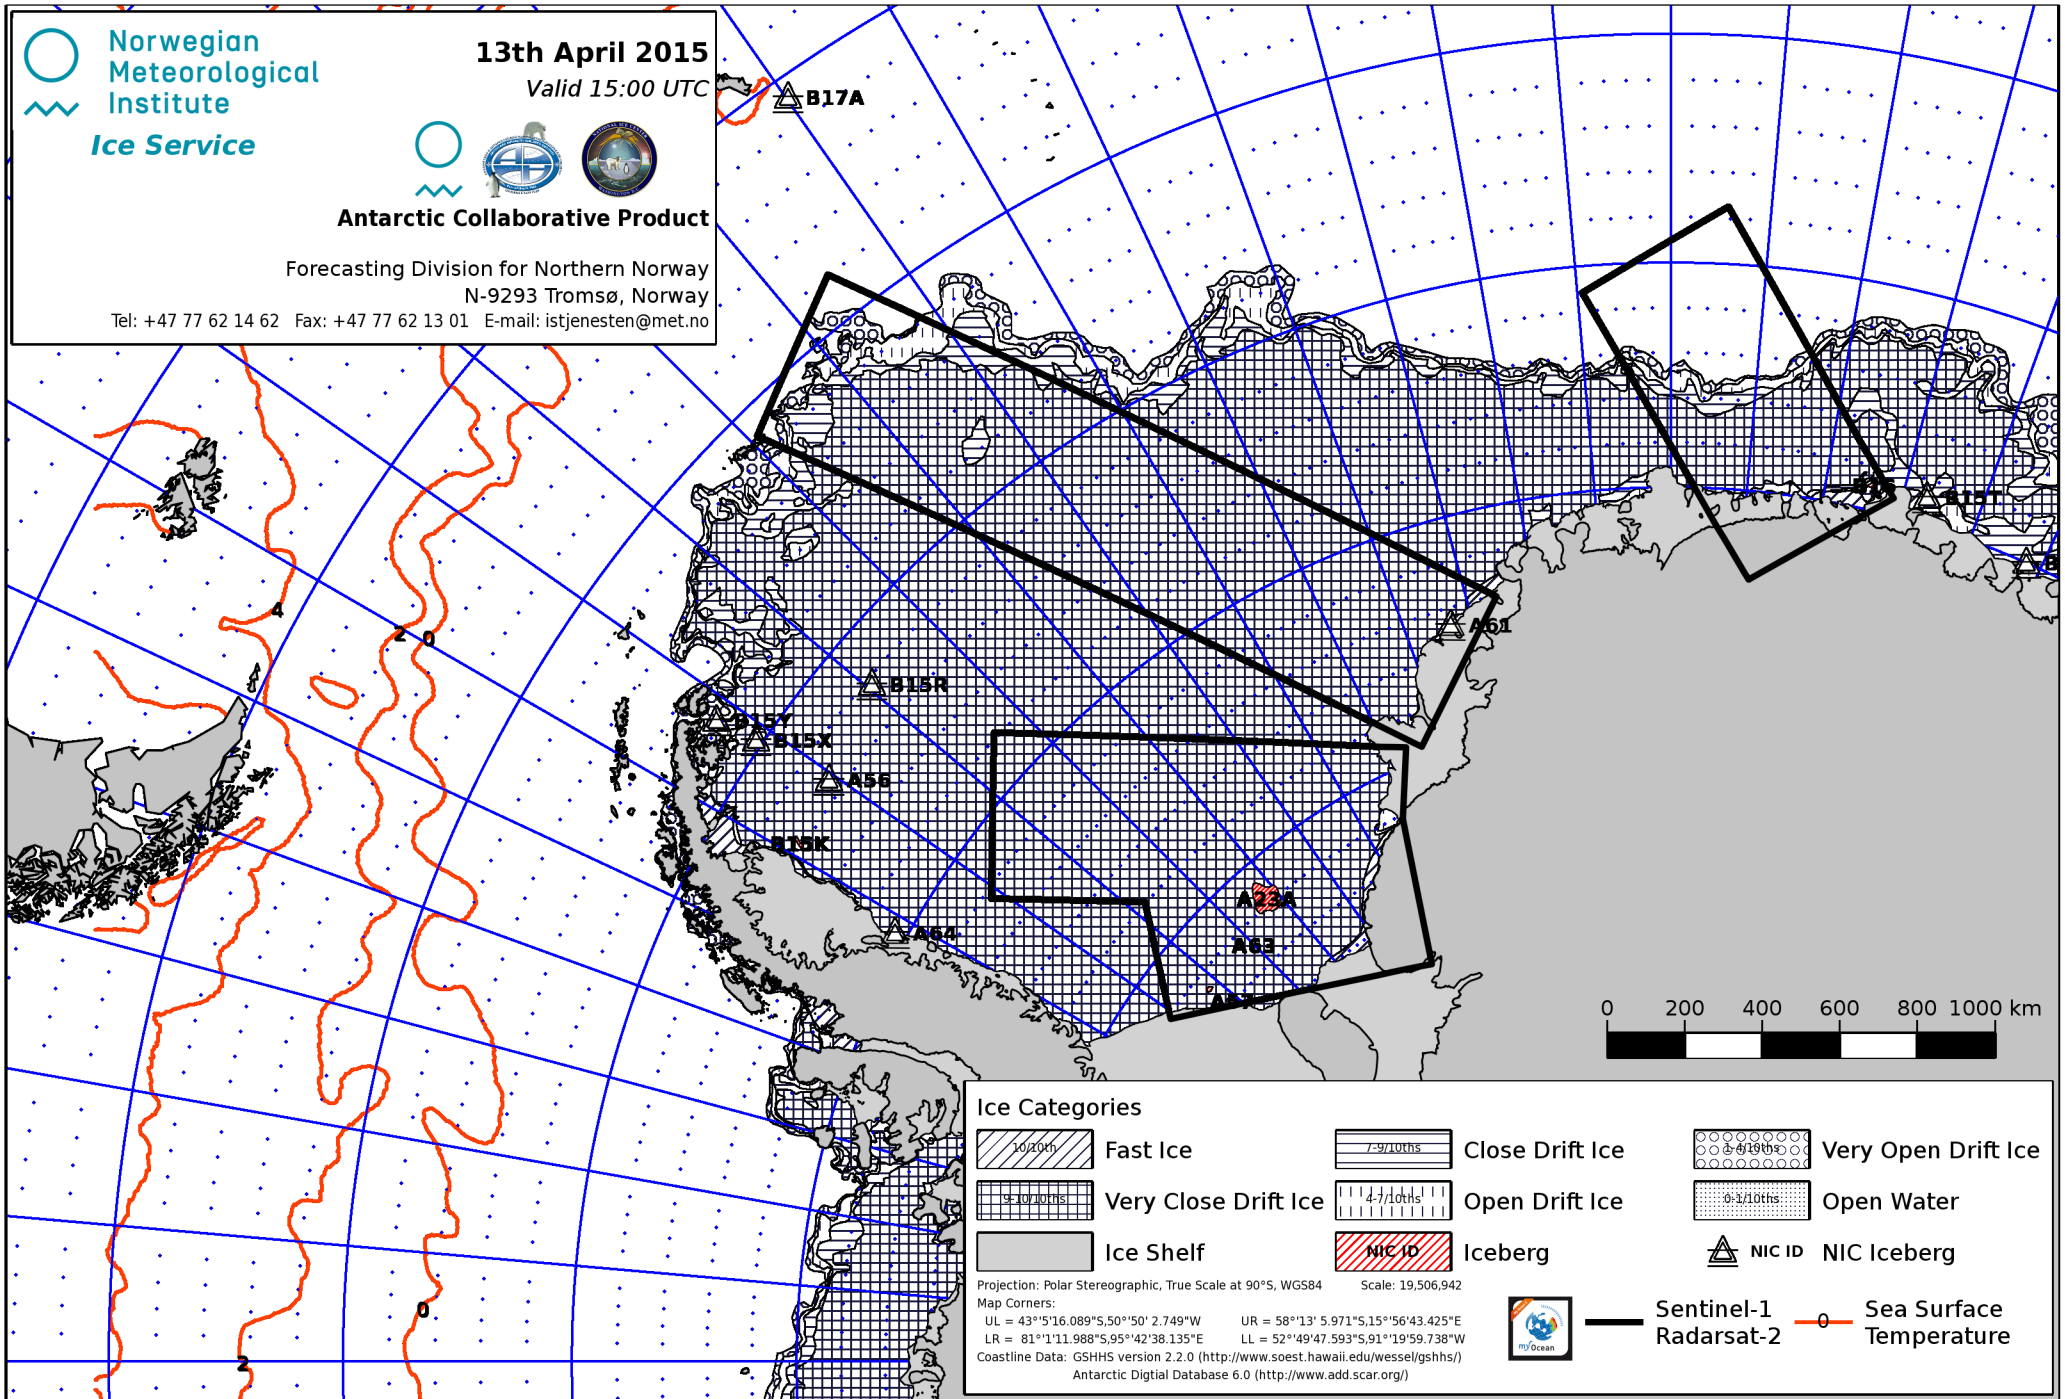 Norwegian
Meteorological
Institute
Ice Service
13th April 2015
Valid 15:00 UTC
Antarctic Collaborative Product
Forecasting Division for Northern Norway
N-9293 Tromsø, Norway
Tel: +47 77 62 14 62 Fax: +47 77 62 13 01 E-mail: istjenesten@met.no
B17A
B15T
B
4
2
0
A61
B15R
B15Y
B15X
A56
B15K
A23A
A64
A63
A57
0 200 400 600 800 1000 km
Ice Categories
10/10th Fast Ice
7-9/10ths Close Drift Ice
1-4/10ths Very Open Drift Ice
9-10/10ths Very Close Drift Ice
4-7/10ths Open Drift Ice
0-1/10ths Open Water
Ice Shelf
NIC ID Iceberg
NIC ID NIC Iceberg
Projection: Polar Stereographic, True Scale at 90°S, WGS84 Scale: 19,506,942
Map Corners:
UL = 43°'5'16.089"S,50°'50' 2.749"W UR = 58°'13' 5.971"S,15°'56'43.425"E
LR = 81°'1'11.988"S,95°'42'38.135"E LL = 52°'49'47.593"S,91°'19'59.738"W
Coastline Data: GSHHS version 2.2.0 (http://www.soest.hawaii.edu/wessel/gshhs/)
Antarctic Digtial Database 6.0 (http://www.add.scar.org/)
myOcean
Sentinel-1
Radarsat-2
0
Sea Surface
Temperature
0
2